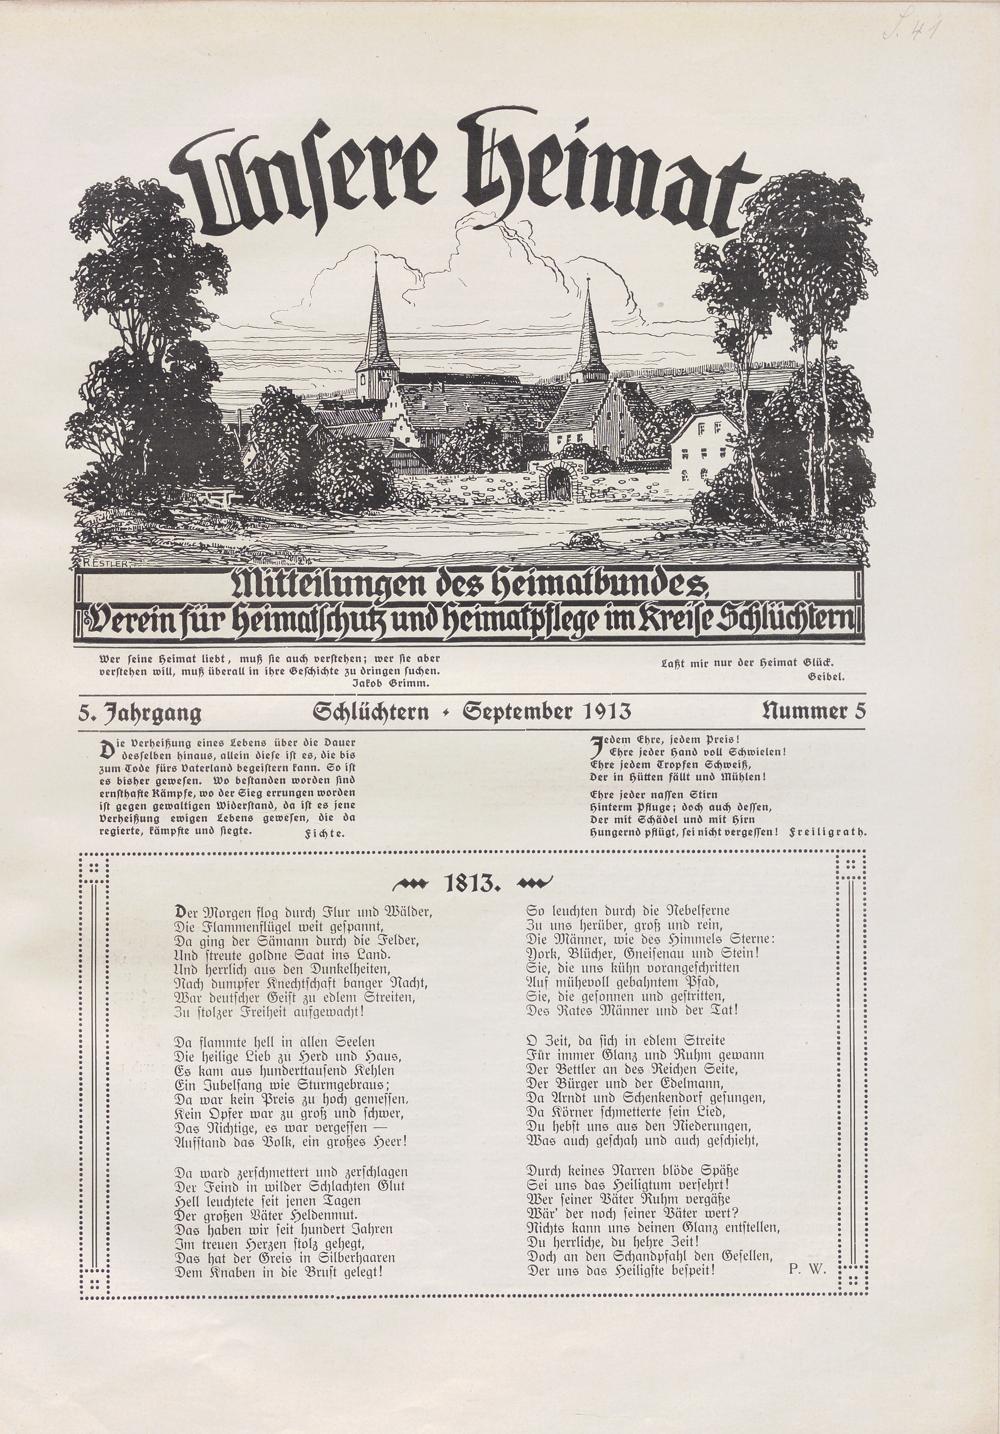 S. 41
Unsere Heimat
R. ESTLER.
Mitteilungen des Heimatbundes,
Verein für Heimatschutz und Heimatpflege im Kreise Schlüchtern
Wer seine Heimat liebt, muß sie auch verstehen; wer sie aber
verstehen will, muß überall in ihre Geschichte zu dringen suchen.
Jakob Grimm.
Laßt mir nur der Heimat Glück.
Geibel.
5. Jahrgang Schlüchtern · September 1913 Nummer 5
Die Verheißung eines Lebens über die Dauer
desselben hinaus, allein diese ist es, die bis
zum Tode fürs Vaterland begeistern kann. So ist
es bisher gewesen. Wo bestanden worden sind
ernsthafte Kämpfe, wo der Sieg errungen worden
ist gegen gewaltigen Widerstand, da ist es jene
Verheißung ewigen Lebens gewesen, die da
regierte, kämpfte und siegte. Fichte.
Jedem Ehre, jedem Preis!
Ehre jeder Hand voll Schwielen!
Ehre jedem Tropfen Schweiß,
Der in Hütten fällt und Mühlen!
Ehre jeder nassen Stirn
Hinterm Pfluge; doch auch dessen,
Der mit Schädel und mit Hirn
Hungernd pflügt, sei nicht vergessen! Freiligrath.
1813.
Der Morgen flog durch Flur und Wälder,
Die Flammenflügel weit gespannt,
Da ging der Sämann durch die Felder,
Und streute goldne Saat ins Land.
Und herrlich aus den Dunkelheiten,
Nach dumpfer Knechtschaft banger Nacht,
War deutscher Geist zu edlem Streiten,
Zu stolzer Freiheit aufgewacht!
Da flammte hell in allen Seelen
Die heilige Lieb zu Herd und Haus,
Es kam aus hunderttausend Kehlen
Ein Jubelsang wie Sturmgebraus;
Da war kein Preis zu hoch gemessen,
Kein Opfer war zu groß und schwer,
Das Nichtige, es war vergessen —
Aufstand das Volk, ein großes Heer!
Da ward zerschmettert und zerschlagen
Der Feind in wilder Schlachten Glut
Hell leuchtete seit jenen Tagen
Der großen Väter Heldenmut.
Das haben wir seit hundert Jahren
Im treuen Herzen stolz gehegt,
Das hat der Greis in Silberhaaren
Dem Knaben in die Brust gelegt!
So leuchten durch die Nebelferne
Zu uns herüber, groß und rein,
Die Männer, wie des Himmels Sterne:
York, Blücher, Gneisenau und Stein!
Sie, die uns kühn vorangeschritten
Auf mühevoll gebahntem Pfad,
Sie, die gesonnen und gestritten,
Des Rates Männer und der Tat!
O Zeit, da sich in edlem Streite
Für immer Glanz und Ruhm gewann
Der Bettler an des Reichen Seite,
Der Bürger und der Edelmann,
Da Arndt und Schenkendorf gesungen,
Da Körner schmetterte sein Lied,
Du hebst uns aus den Niederungen,
Was auch geschah und auch geschieht,
Durch keines Narren blöde Späße
Sei uns das Heiligtum versehrt!
Wer seiner Väter Ruhm vergäße
Wär' der noch seiner Väter wert?
Nichts kann uns deinen Glanz entstellen,
Du herrliche, du hehre Zeit!
Doch an den Schandpfahl den Gesellen,
Der uns das Heiligste bespeit! P. W.